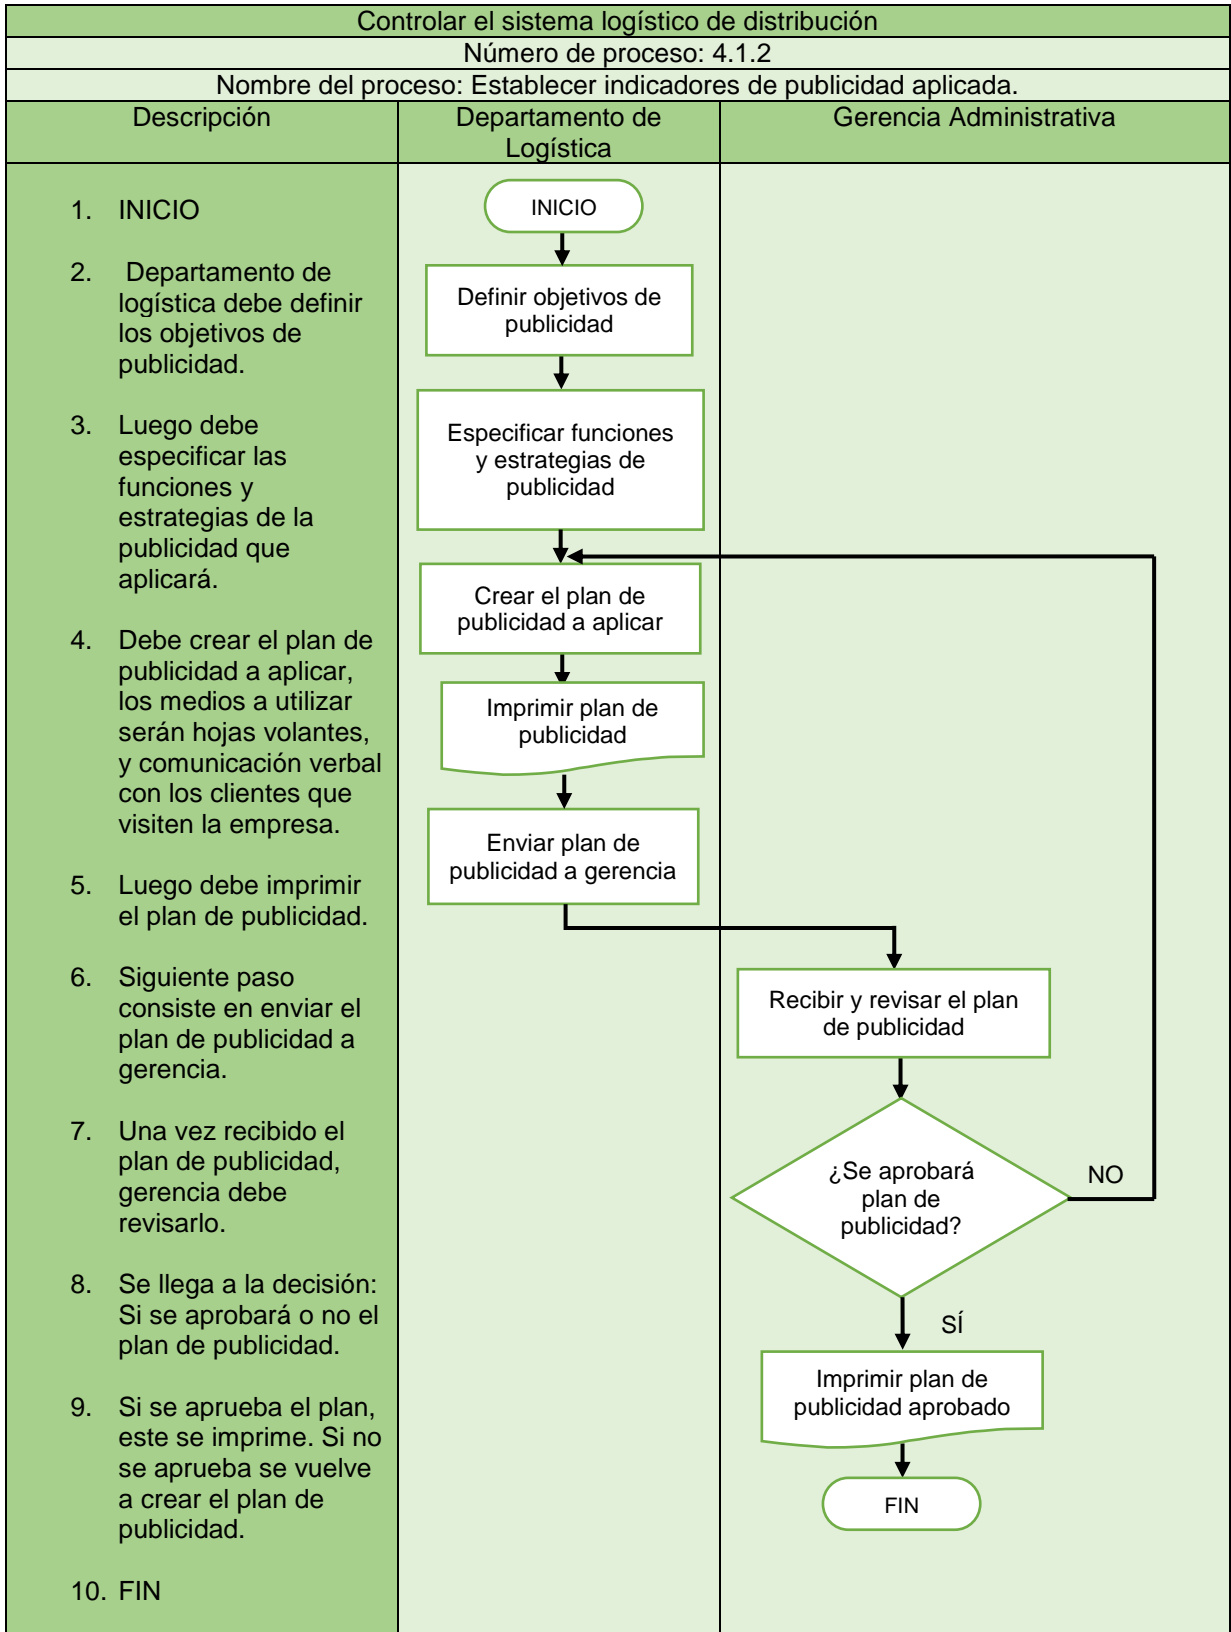 Controlar el sistema logístico de distribución
Número de proceso: 4.1.2
Nombre del proceso: Establecer indicadores de publicidad aplicada.
Descripción
Departamento de
Logística
Gerencia Administrativa
1. INICIO
2. Departamento de
logística debe definir
los objetivos de
publicidad.
3. Luego debe
especificar las
funciones y
estrategias de la
publicidad que
aplicará.
4. Debe crear el plan de
publicidad a aplicar,
los medios a utilizar
serán hojas volantes,
y comunicación verbal
con los clientes que
visiten la empresa.
5. Luego debe imprimir
el plan de publicidad.
6. Siguiente paso
consiste en enviar el
plan de publicidad a
gerencia.
7. Una vez recibido el
plan de publicidad,
gerencia debe
revisarlo.
8. Se llega a la decisión:
Si se aprobará o no el
plan de publicidad.
9. Si se aprueba el plan,
este se imprime. Si no
se aprueba se vuelve
a crear el plan de
publicidad.
10. FIN
INICIO
Definir objetivos de
publicidad
Especificar funciones
y estrategias de
publicidad
Crear el plan de
publicidad a aplicar
Imprimir plan de
publicidad
Enviar plan de
publicidad a gerencia
Recibir y revisar el plan
de publicidad
¿Se aprobará
plan de
publicidad?
NO
SÍ
Imprimir plan de
publicidad aprobado
FIN